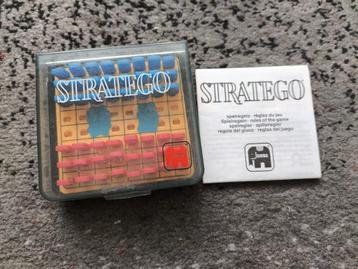 STRATEGO
STRATEGO
spelregels · règles du jeu
Spielregeln · rules of the game
spelregler · spilleregler
regole del gioco · reglas del juego
JUMBO